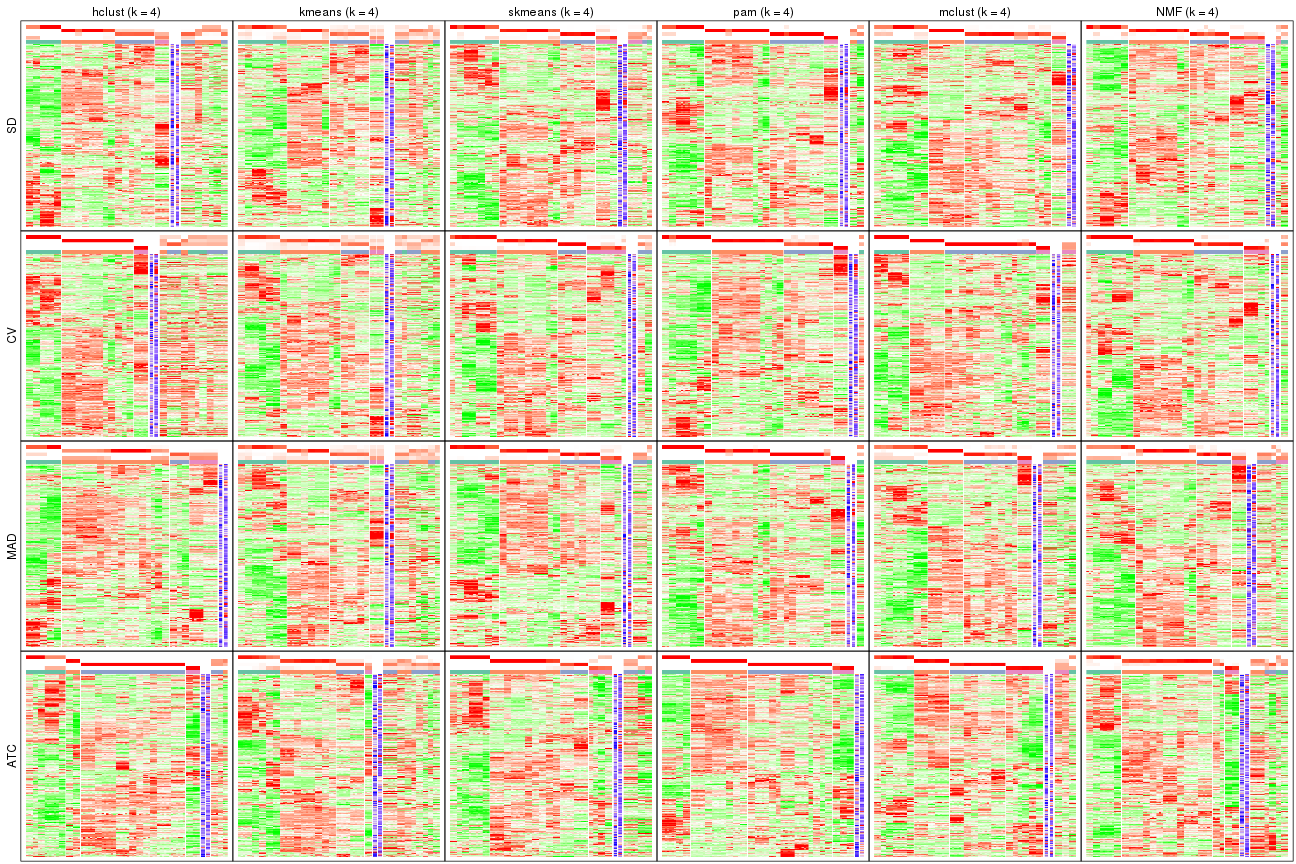 hclust (k = 4) kmeans (k = 4) skmeans (k = 4) pam (k = 4) mclust (k = 4) NMF (k = 4)
SD
CV
MAD
ATC